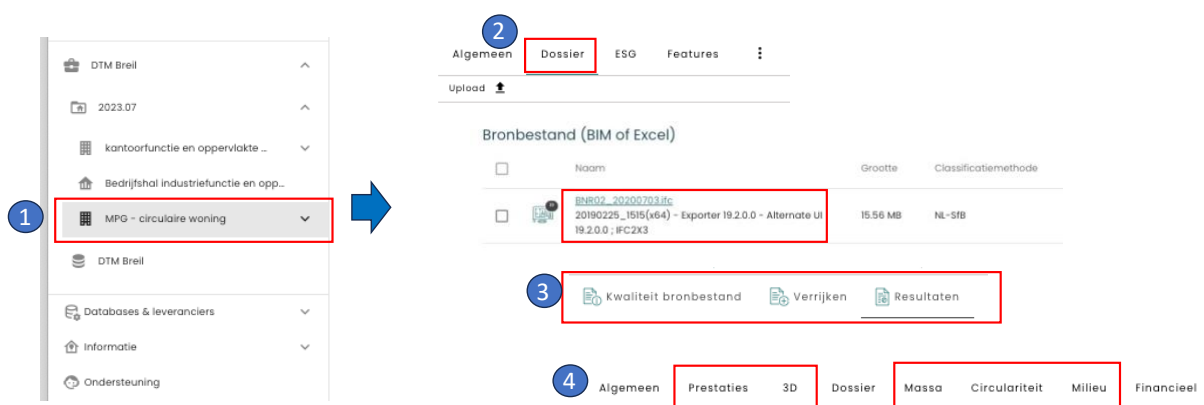 DTM Breil
2023.07
kantoorfunctie en oppervlakte ...
Bedrijfshal industriefunctie en opp...
1
MPG - circulaire woning
DTM Breil
Databases & leveranciers
Informatie
Ondersteuning
2
Algemeen Dossier ESG Features
Upload
Bronbestand (BIM of Excel)
Naam Grootte Classificatiemethode
BNR02_20200703.ifc
20190225_1515(x64) - Exporter 19.2.0.0 - Alternate UI 15.56 MB NL-SfB
19.2.0.0 ; IFC2X3
3
Kwaliteit bronbestand Verrijken Resultaten
4
Algemeen Prestaties 3D Dossier Massa Circulariteit Milieu Financieel